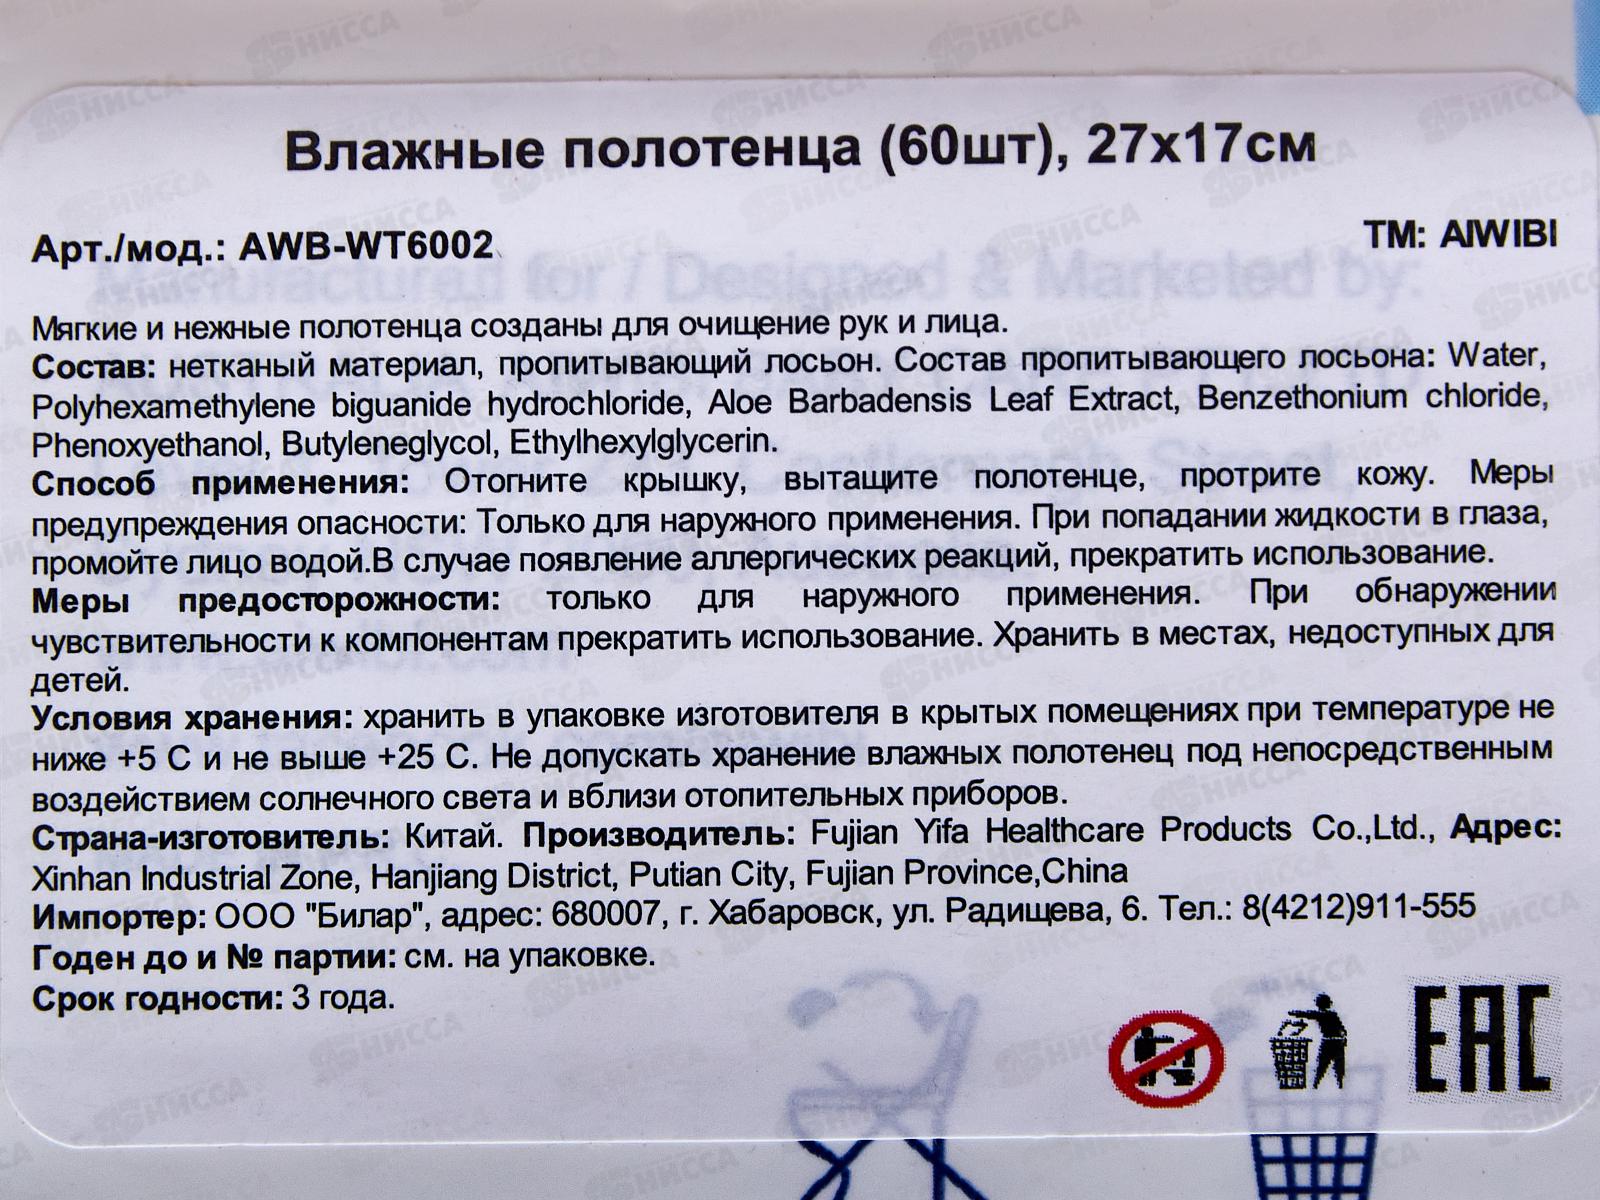 Влажные полотенца (60шт), 27х17см
Арт./мод.: AWB-WT6002
ТМ: AIWIBI
Мягкие и нежные полотенца созданы для очищение рук и лица.
Состав: нетканый материал, пропитывающий лосьон. Состав пропитывающего лосьона: Water,
Polyhexamethylene biguanide hydrochloride, Aloe Barbadensis Leaf Extract, Benzethonium chloride,
Phenoxyethanol, Butyleneglycol, Ethylhexylglycerin.
Способ применения: Отогните крышку, вытащите полотенце, протрите кожу. Меры
предупреждения опасности: Только для наружного применения. При попадании жидкости в глаза,
промойте лицо водой.В случае появление аллергических реакций, прекратить использование.
Меры предосторожности: только для наружного применения. При обнаружении
чувствительности к компонентам прекратить использование. Хранить в местах, недоступных для
детей.
Условия хранения: хранить в упаковке изготовителя в крытых помещениях при температуре не
ниже +5 С и не выше +25 С. Не допускать хранение влажных полотенец под непосредственным
воздействием солнечного света и вблизи отопительных приборов.
Страна-изготовитель: Китай. Производитель: Fujian Yifa Healthcare Products Co.,Ltd., Адрес:
Xinhan Industrial Zone, Hanjiang District, Putian City, Fujian Province,China
Импортер: ООО "Билар", адрес: 680007, г. Хабаровск, ул. Радищева, 6. Тел.: 8(4212)911-555
Годен до и № партии: см. на упаковке.
Срок годности: 3 года.
EAC
Manufactured for / Designed & Marketed by: